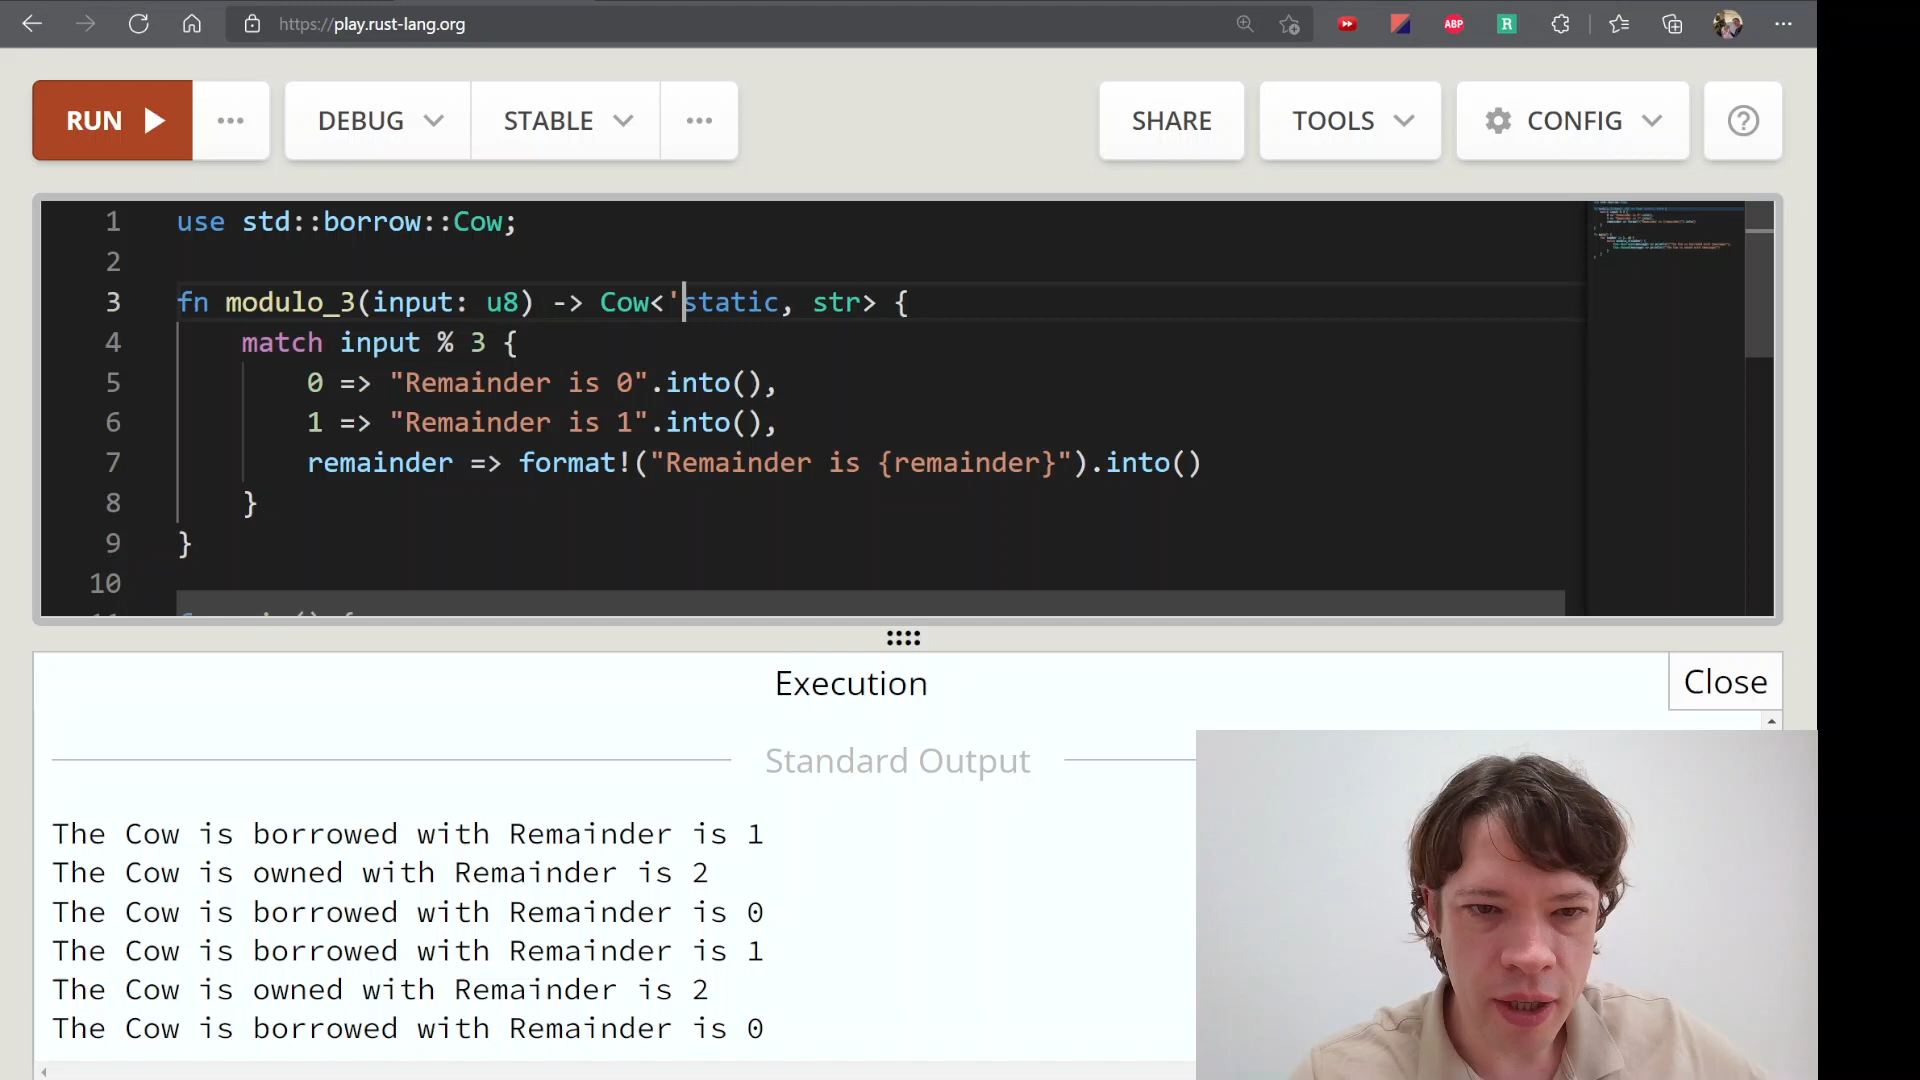 https://play.rust-lang.org
ABP
R
RUN
DEBUG
STABLE
SHARE
TOOLS
CONFIG
1 use std::borrow::Cow;
2
3 fn modulo_3(input: u8) -> Cow<'static, str> {
4 match input % 3 {
5 0 => "Remainder is 0".into(),
6 1 => "Remainder is 1".into(),
7 remainder => format!("Remainder is {remainder}").into()
8 }
9 }
10
Execution
Close
Standard Output
The Cow is borrowed with Remainder is 1
The Cow is owned with Remainder is 2
The Cow is borrowed with Remainder is 0
The Cow is borrowed with Remainder is 1
The Cow is owned with Remainder is 2
The Cow is borrowed with Remainder is 0